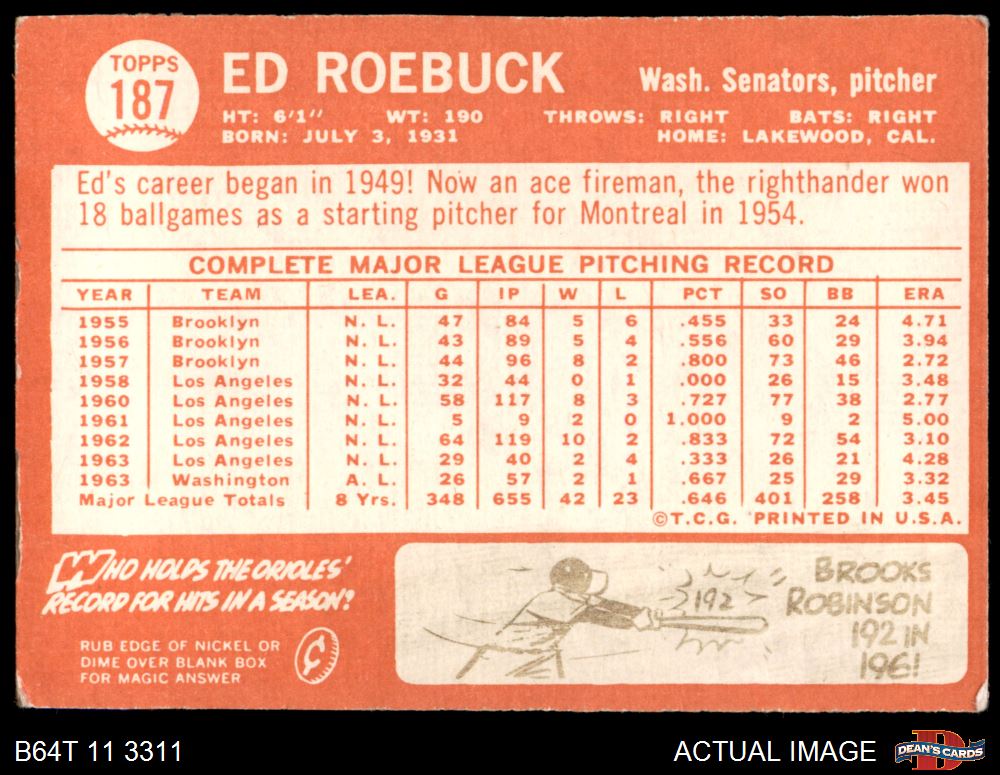 TOPPS
187
ED ROEBUCK
Wash. Senators, pitcher
HT: 6'1" WT: 190 THROWS: RIGHT BATS: RIGHT
BORN: JULY 3, 1931 HOME: LAKEWOOD, CAL.
Ed's career began in 1949! Now an ace fireman, the righthander won
18 ballgames as a starting pitcher for Montreal in 1954.
COMPLETE MAJOR LEAGUE PITCHING RECORD
YEAR TEAM LEA. G IP W L PCT SO BB ERA
1955 Brooklyn N. L. 47 84 5 6 .455 33 24 4.71
1956 Brooklyn N. L. 43 89 5 4 .556 60 29 3.94
1957 Brooklyn N. L. 44 96 8 2 .800 73 46 2.72
1958 Los Angeles N. L. 32 44 0 1 .000 26 15 3.48
1960 Los Angeles N. L. 58 117 8 3 .727 77 38 2.77
1961 Los Angeles N. L. 5 9 2 0 1.000 9 2 5.00
1962 Los Angeles N. L. 64 119 10 2 .833 72 54 3.10
1963 Los Angeles N. L. 29 40 2 4 .333 26 21 4.28
1963 Washington A. L. 26 57 2 1 .667 25 29 3.32
Major League Totals 8 Yrs. 348 655 42 23 .646 401 258 3.45
©T.C.G. PRINTED IN U.S.A.
WHO HOLDS THE ORIOLES'
RECORD FOR HITS IN A SEASON?
RUB EDGE OF NICKEL OR
DIME OVER BLANK BOX
FOR MAGIC ANSWER
¢
192
BROOKS
ROBINSON
192 IN
1961
B64T 11 3311
ACTUAL IMAGE
D
DEAN'S CARDS